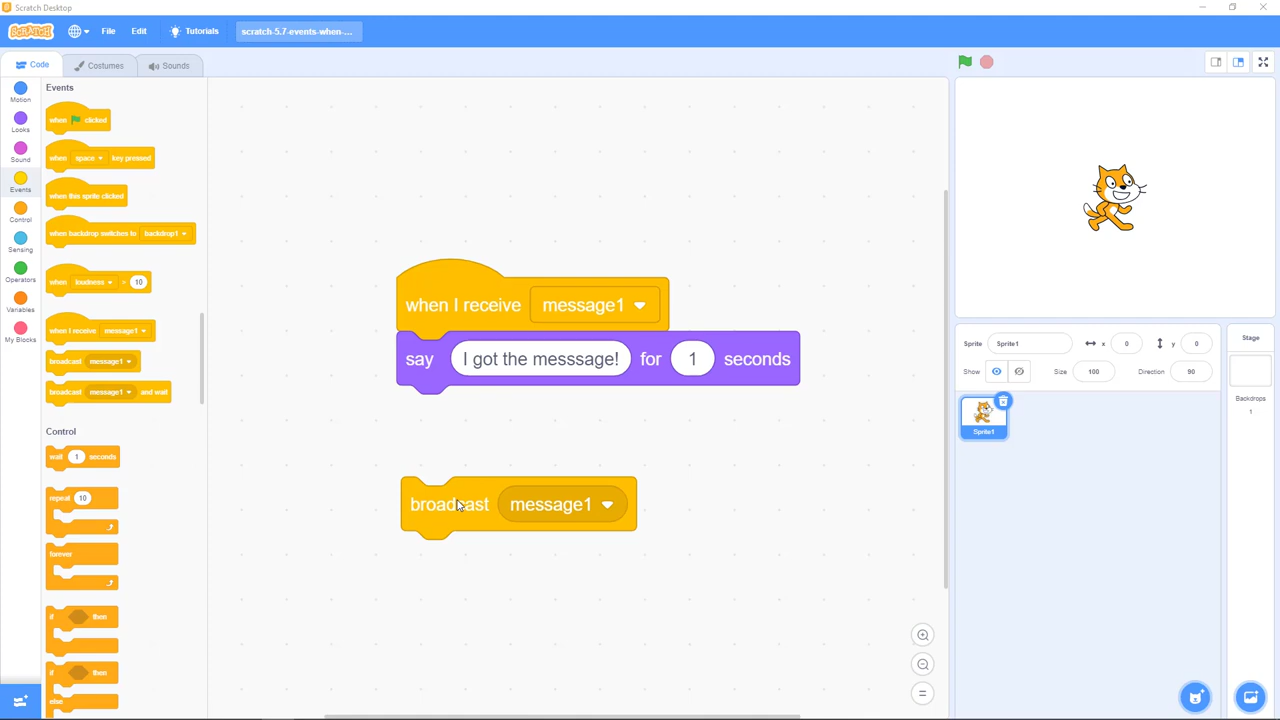 Scratch Desktop
SCRATCH File Edit Tutorials scratch-5.7-events-when-...
Code Costumes Sounds
Motion
Looks
Sound
Events
Control
Sensing
Operators
Variables
My Blocks
Events
when clicked
when space key pressed
when this sprite clicked
when backdrop switches to backdrop1
when loudness > 10
when I receive message1
broadcast message1
broadcast message1 and wait
Control
wait 1 seconds
repeat 10
forever
if then
if then
else
when I receive message1
say I got the messsage! for 1 seconds
broadcast message1
Sprite Sprite1 x 0 y 0
Show Size 100 Direction 90
Sprite1
Stage
Backdrops
1